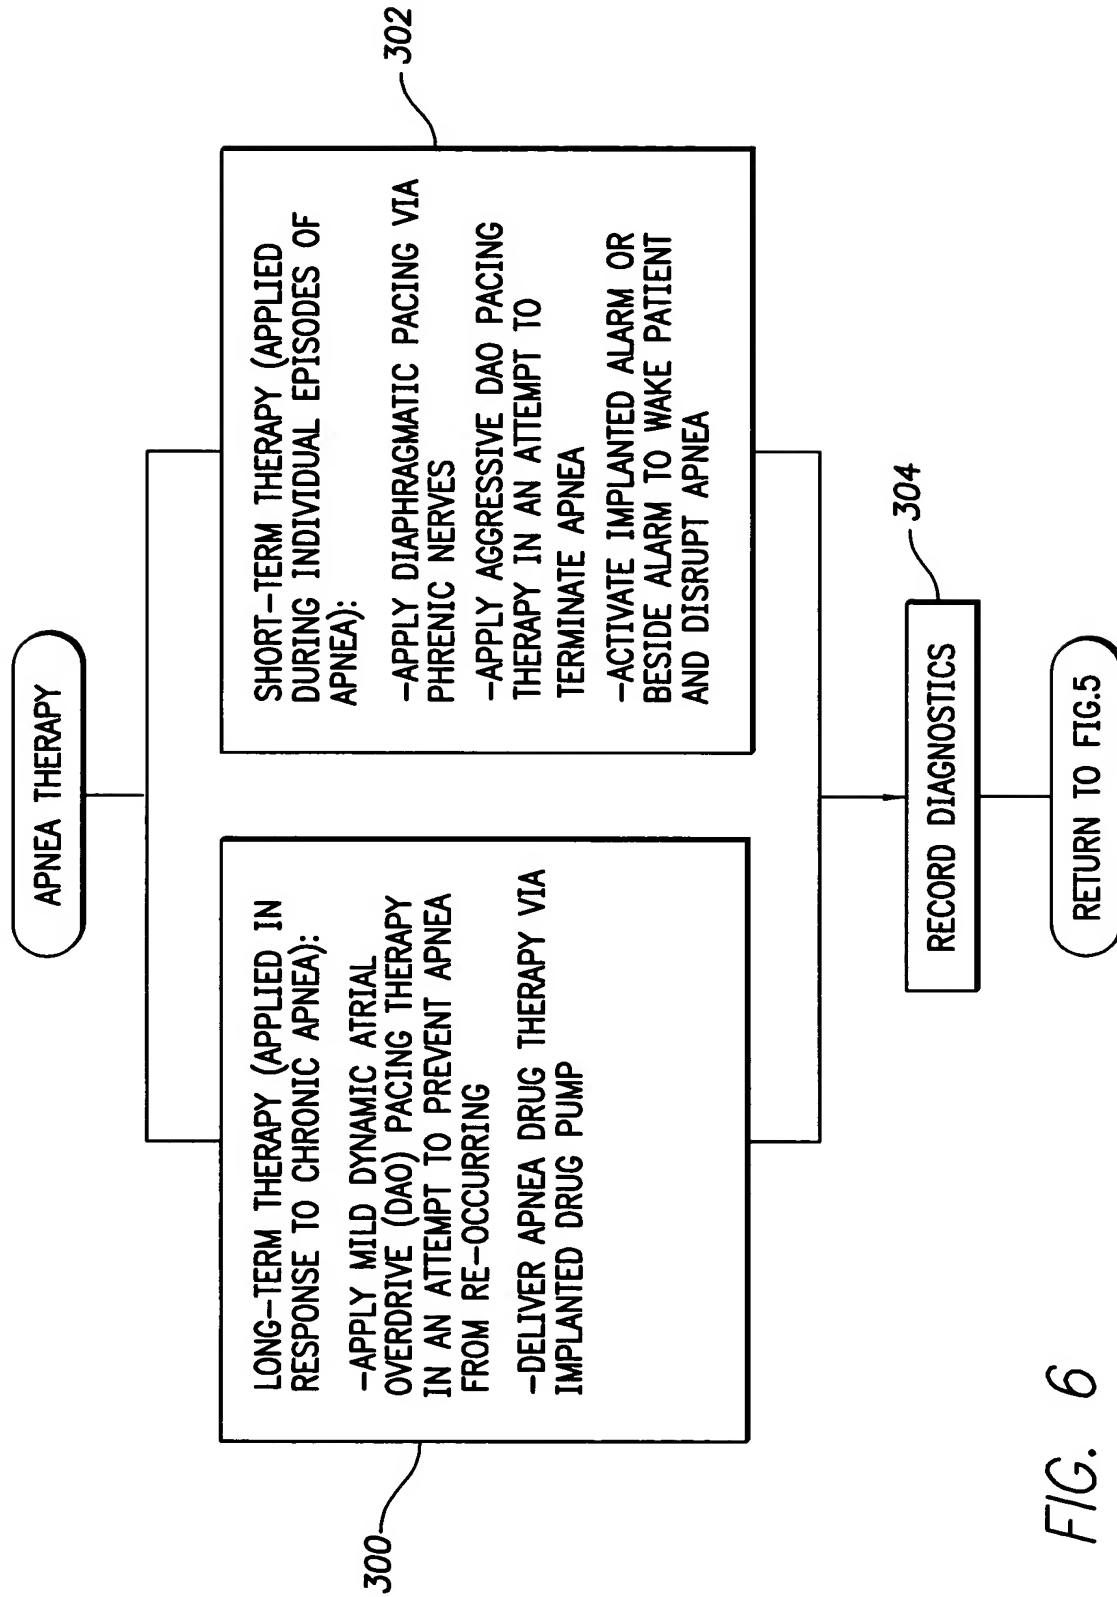 APNEA THERAPY
LONG-TERM THERAPY (APPLIED IN
RESPONSE TO CHRONIC APNEA):
-APPLY MILD DYNAMIC ATRIAL
OVERDRIVE (DAO) PACING THERAPY
IN AN ATTEMPT TO PREVENT APNEA
FROM RE-OCCURRING
-DELIVER APNEA DRUG THERAPY VIA
IMPLANTED DRUG PUMP
300
SHORT-TERM THERAPY (APPLIED
DURING INDIVIDUAL EPISODES OF
APNEA):
-APPLY DIAPHRAGMATIC PACING VIA
PHRENIC NERVES
-APPLY AGGRESSIVE DAO PACING
THERAPY IN AN ATTEMPT TO
TERMINATE APNEA
-ACTIVATE IMPLANTED ALARM OR
BESIDE ALARM TO WAKE PATIENT
AND DISRUPT APNEA
302
RECORD DIAGNOSTICS
304
RETURN TO FIG.5
FIG. 6